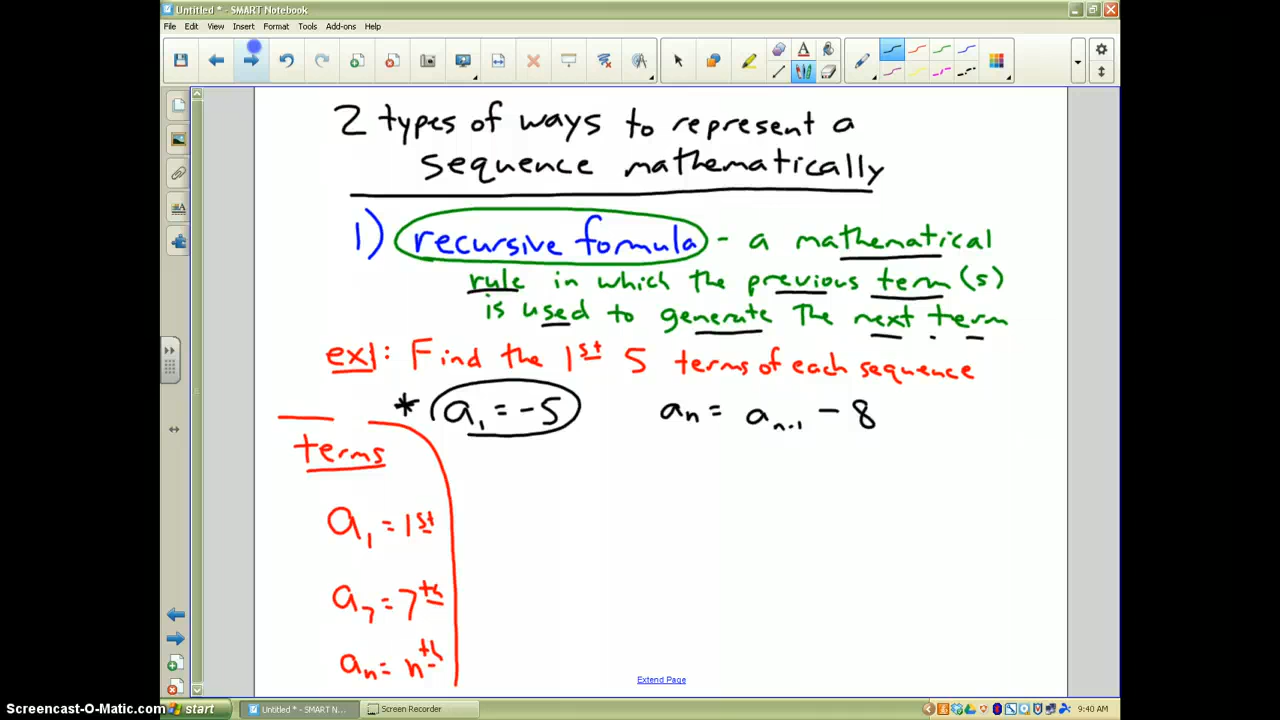 Untitled * - SMART Notebook
File Edit View Insert Format Tools Add-ons Help
2 types of ways to represent a
sequence mathematically
1) recursive formula - a mathematical
rule in which the previous term(s)
is used to generate the next term
ex1: Find the 1st 5 terms of each sequence
* a₁ = -5 aₙ = aₙ₋₁ - 8
terms
a₁ = 1st
a₇ = 7th
aₙ = nth
Extend Page
Screencast-O-Matic.com start Untitled * - SMART N... Screen Recorder 9:40 AM